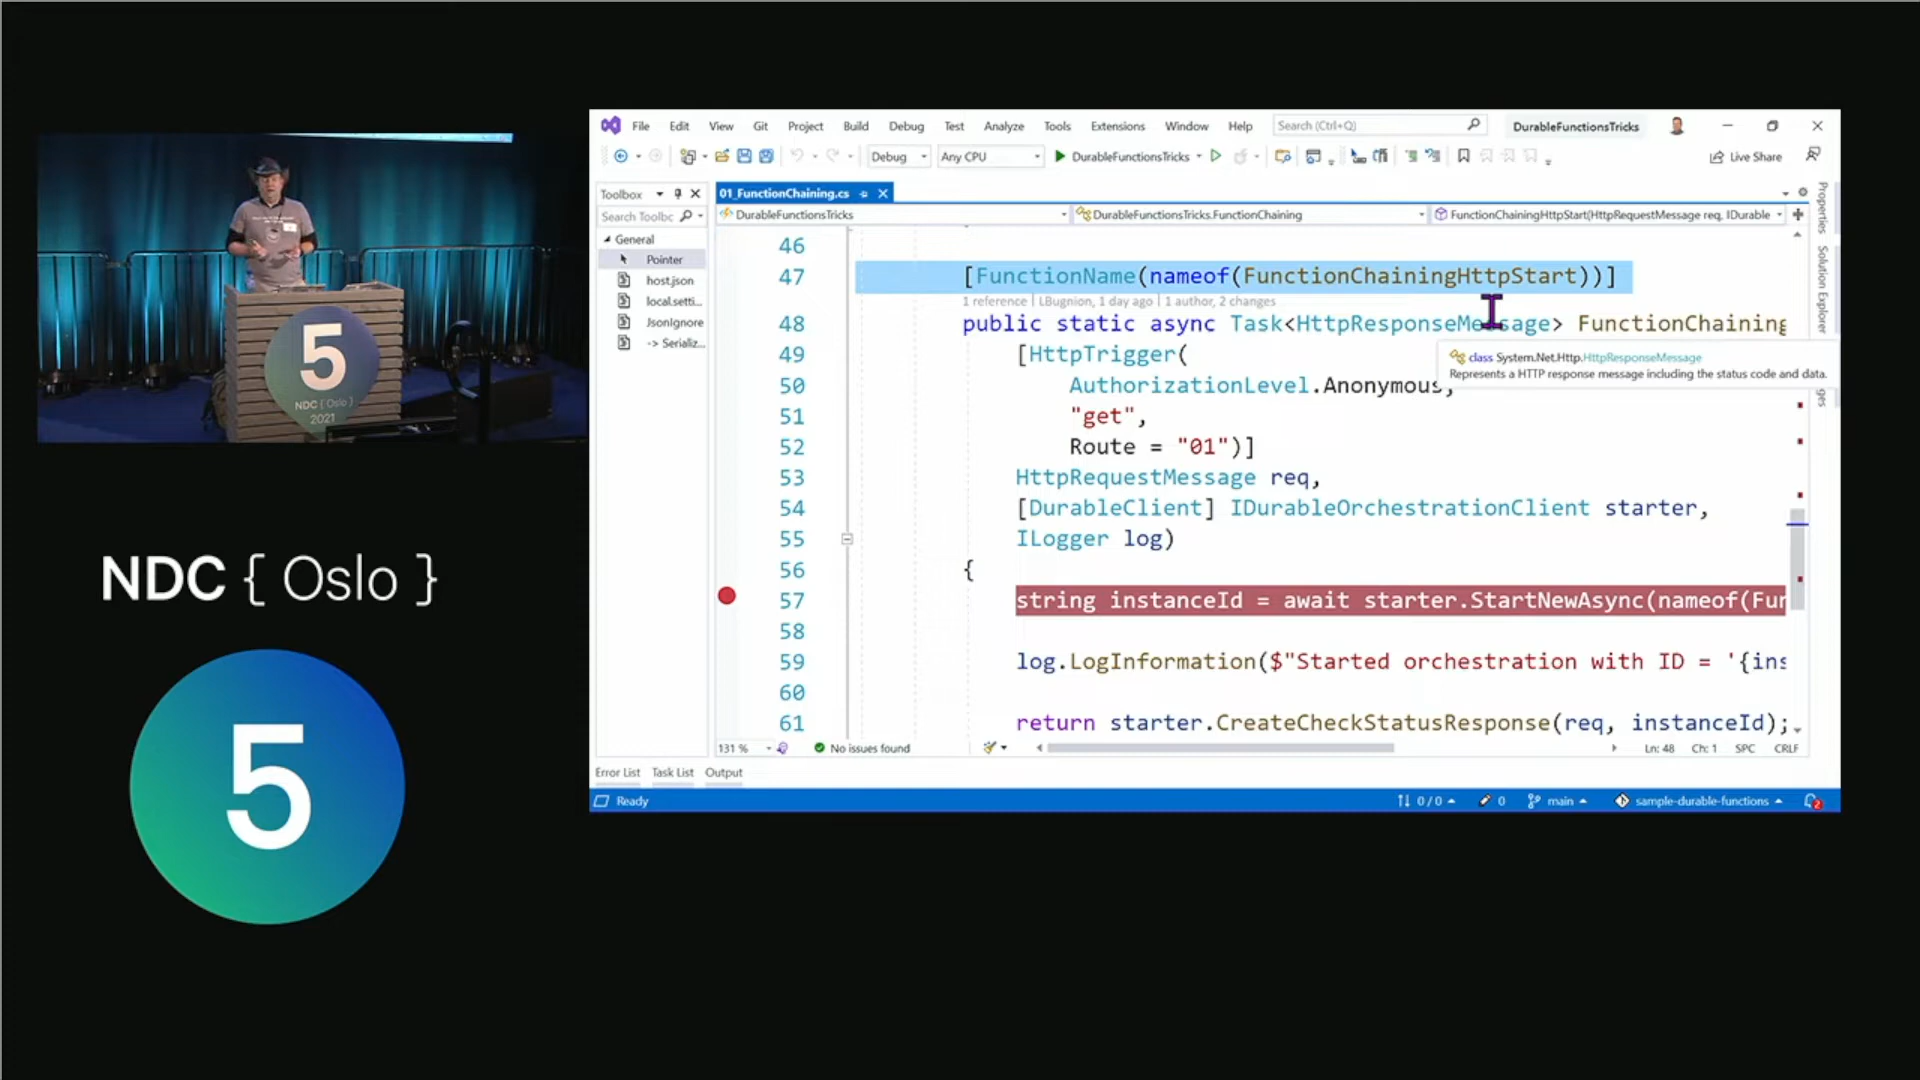 File Edit View Git Project Build Debug Test Analyze Tools Extensions Window Help Search (Ctrl+Q) DurableFunctionsTricks
Debug Any CPU DurableFunctionsTricks Live Share
Toolbox
Search Toolbc
General
Pointer
host.json
local.setti...
JsonIgnore
-> Serializ...
01_FunctionChaining.cs
DurableFunctionsTricks DurableFunctionsTricks.FunctionChaining FunctionChainingHttpStart(HttpRequestMessage req, IDurable
46
47 [FunctionName(nameof(FunctionChainingHttpStart))]
1 reference | LBugnion, 1 day ago | 1 author, 2 changes
48 public static async Task<HttpResponseMessage> FunctionChaining
49 [HttpTrigger(
50 AuthorizationLevel.Anonymous,
51 "get",
52 Route = "01")]
53 HttpRequestMessage req,
54 [DurableClient] IDurableOrchestrationClient starter,
55 ILogger log)
56 {
57 string instanceId = await starter.StartNewAsync(nameof(Fun
58
59 log.LogInformation($"Started orchestration with ID = '{ins
60
61 return starter.CreateCheckStatusResponse(req, instanceId);
class System.Net.Http.HttpResponseMessage
Represents a HTTP response message including the status code and data.
Properties
Solution Explorer
131 % No issues found Ln: 48 Ch: 1 SPC CRLF
Error List Task List Output
Ready 0 / 0 0 main sample-durable-functions 2
5
NDC { Oslo }
2021
NDC { Oslo }
5